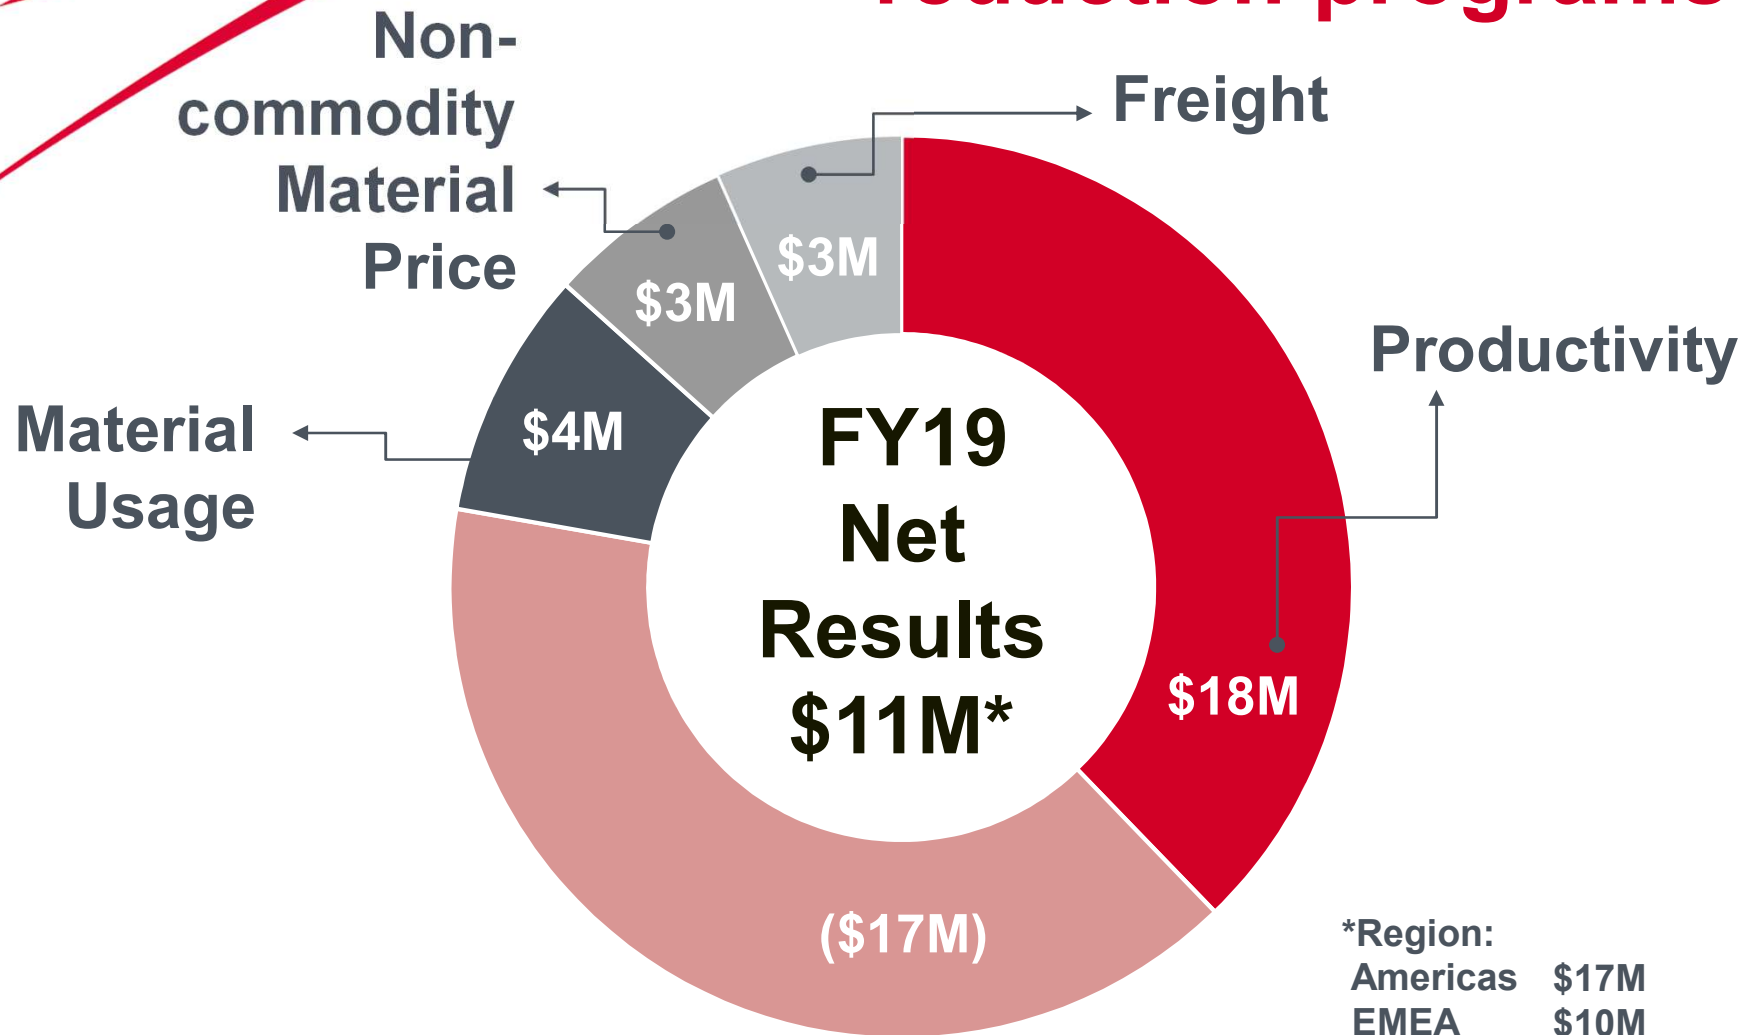 programs
Non-
commodity
Material
Price
Freight
$3M
$3M
Productivity
Material
Usage
$4M
FY19
Net
Results
$11M*
$18M
($17M)
*Region:
Americas $17M
EMEA $10M